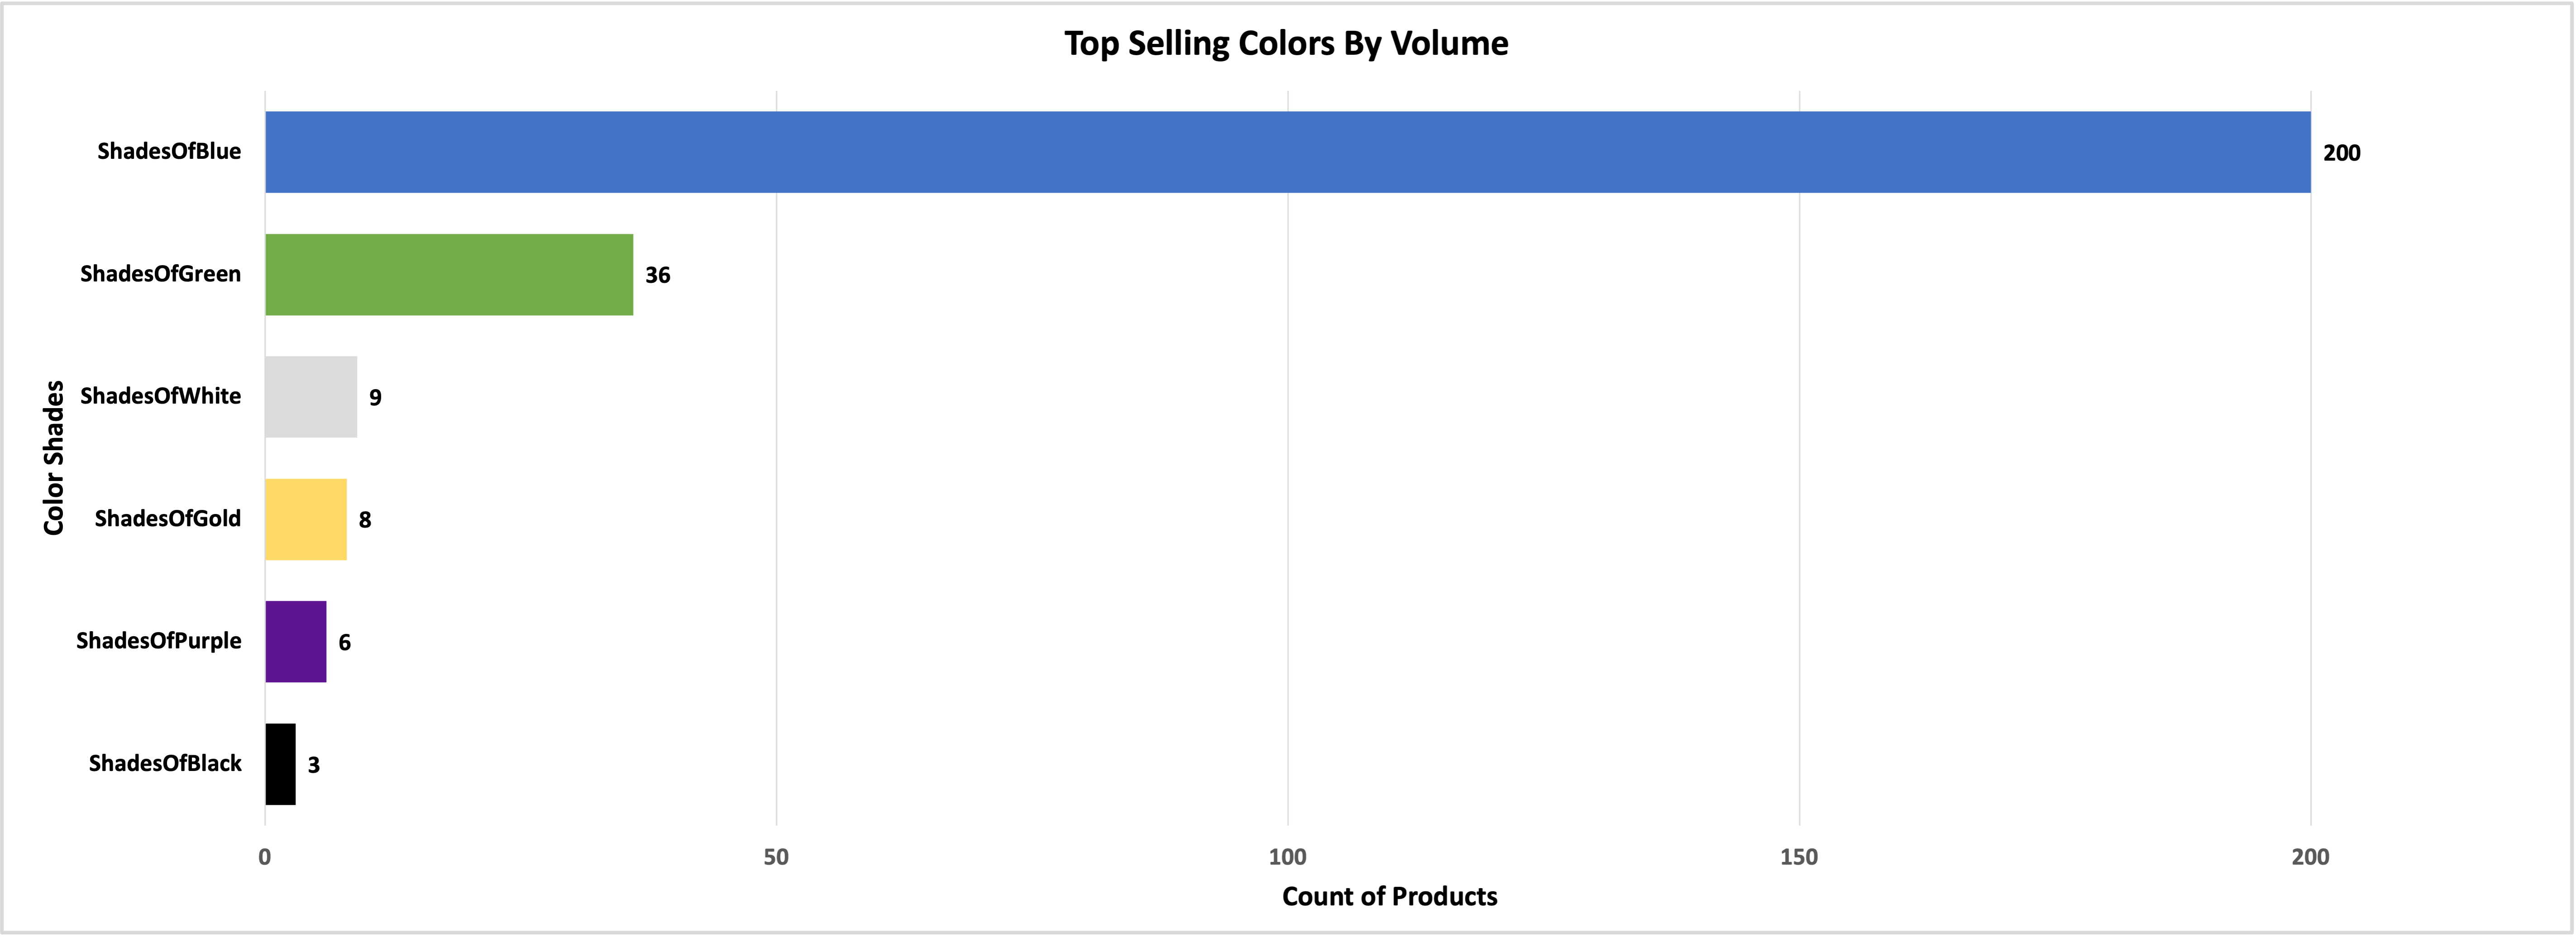 Top Selling Colors By Volume
ShadesOfBlue
200
ShadesOfGreen
36
ShadesOfWhite
9
ShadesOfGold
8
ShadesOfPurple
6
ShadesOfBlack
3
Color Shades
0 50 100 150 200
Count of Products